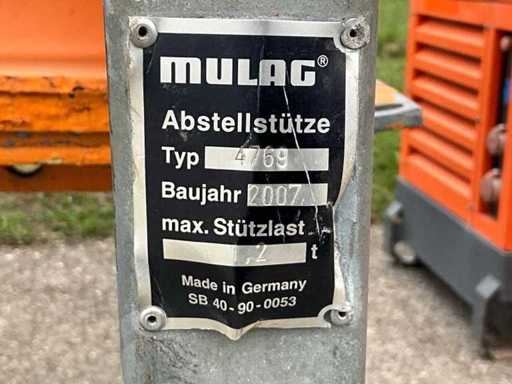 MULAG®
Abstellstütze
Typ 4769
Baujahr 2007
max. Stützlast
,2 t
Made in Germany
SB 40-90-0053